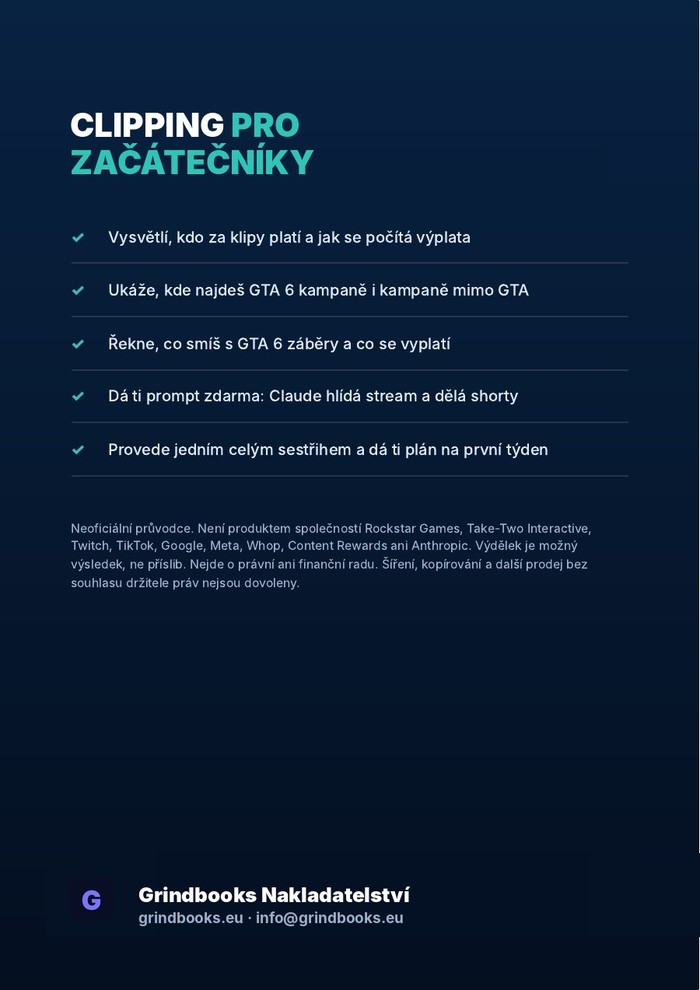 CLIPPING PRO
ZAČÁTEČNÍKY
Vysvětlí, kdo za klipy platí a jak se počítá výplata
Ukáže, kde najdeš GTA 6 kampaně i kampaně mimo GTA
Řekne, co smíš s GTA 6 záběry a co se vyplatí
Dá ti prompt zdarma: Claude hlídá stream a dělá shorty
Provede jedním celým sestřihem a dá ti plán na první týden
Neoficiální průvodce. Není produktem společností Rockstar Games, Take-Two Interactive,
Twitch, TikTok, Google, Meta, Whop, Content Rewards ani Anthropic. Výdělek je možný
výsledek, ne příslib. Nejde o právní ani finanční radu. Šíření, kopírování a další prodej bez
souhlasu držitele práv nejsou dovoleny.
G
Grindbooks Nakladatelství
grindbooks.eu · info@grindbooks.eu